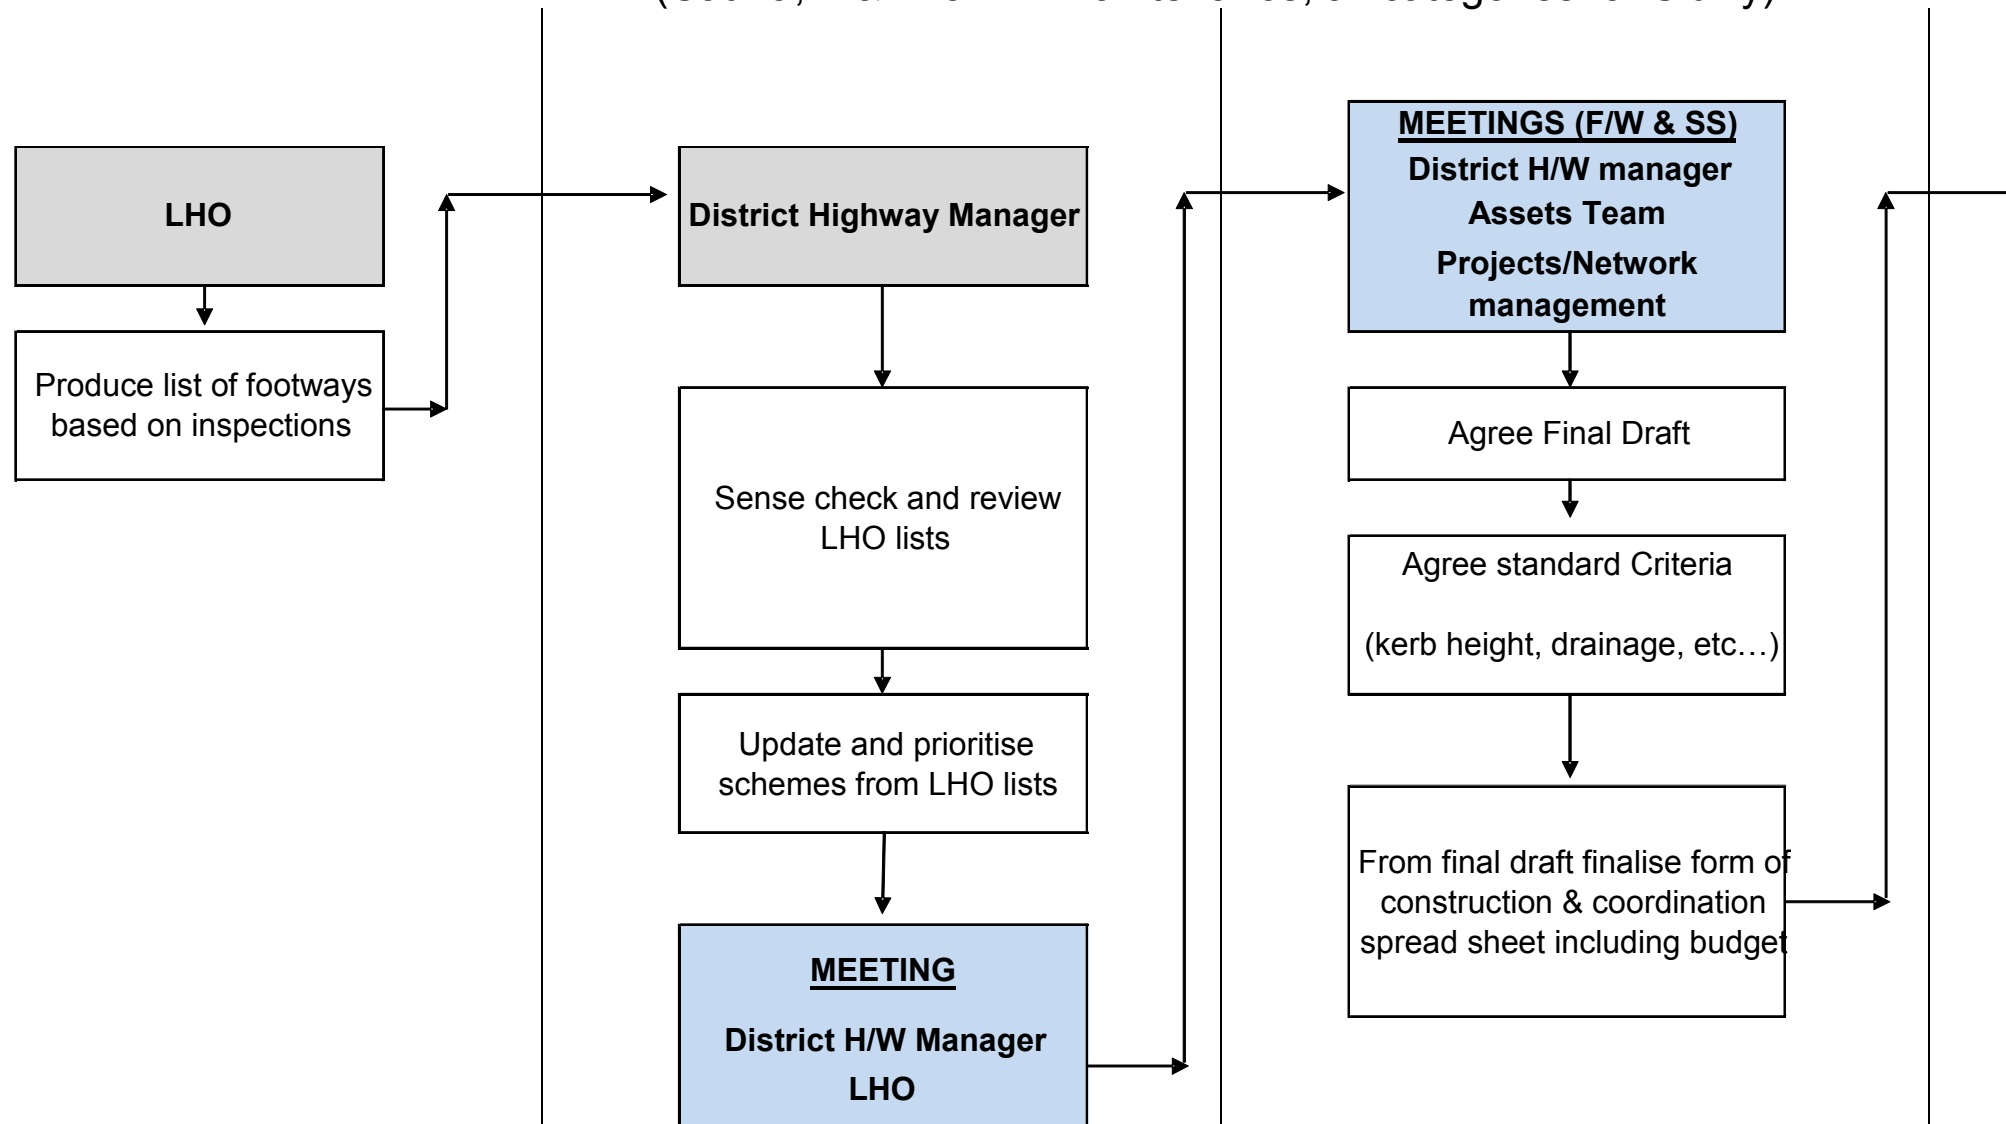 LHO
Produce list of footways
based on inspections
District Highway Manager
Sense check and review
LHO lists
Update and prioritise
schemes from LHO lists
MEETING
District H/W Manager
LHO
MEETINGS (F/W & SS)
District H/W manager
Assets Team
Projects/Network
management
Agree Final Draft
Agree standard Criteria
(kerb height, drainage, etc…)
From final draft finalise form of
construction & coordination
spread sheet including budget